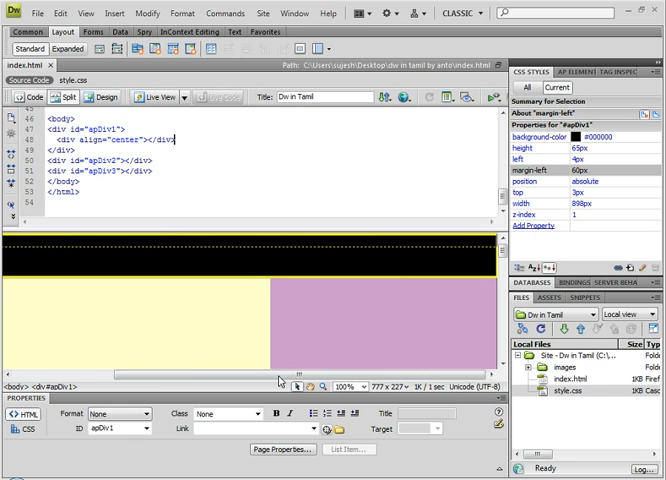 Dw File Edit View Insert Modify Format Commands Site Window Help CLASSIC
Common Layout Forms Data Spry InContext Editing Text Favorites
Standard Expanded
index.html Path: C:\Users\sujesh\Desktop\dw in tamil by anto\index.html
Source Code style.css
Code Split Design Live View Live Code Title: Dw in Tamil
46 <body>
47 <div id="apDiv1">
48 <div align="center"></div>
49 </div>
50 <div id="apDiv2"></div>
51 <div id="apDiv3"></div>
52 </body>
53 </html>
54
<body> <div#apDiv1> 100% 777 x 227 1K / 1 sec Unicode (UTF-8)
PROPERTIES
HTML Format None Class None B I Title
CSS ID apDiv1 Link Target
Page Properties... List Item...
CSS STYLES AP ELEMENT TAG INSPEC
All Current
Summary for Selection
About "margin-left"
Properties for "#apDiv1"
background-color #000000
height 65px
left 4px
margin-left 60px
position absolute
top 3px
width 898px
z-index 1
Add Property
DATABASES BINDINGS SERVER BEHA
FILES ASSETS SNIPPETS
Dw in Tamil Local view
Local Files Size Typ
Site - Dw in Tamil (C:\... Folde
images Folde
index.html 1KB Firef
style.css 1KB Casc
Ready Log...